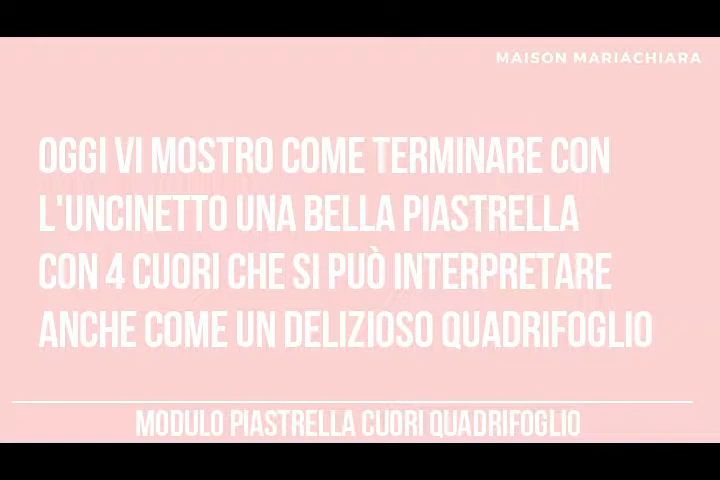 MAISON MARIACHIARA
OGGI VI MOSTRO COME TERMINARE CON
L'UNCINETTO UNA BELLA PIASTRELLA
CON 4 CUORI CHE SI PUÒ INTERPRETARE
ANCHE COME UN DELIZIOSO QUADRIFOGLIO
MODULO PIASTRELLA CUORI QUADRIFOGLIO